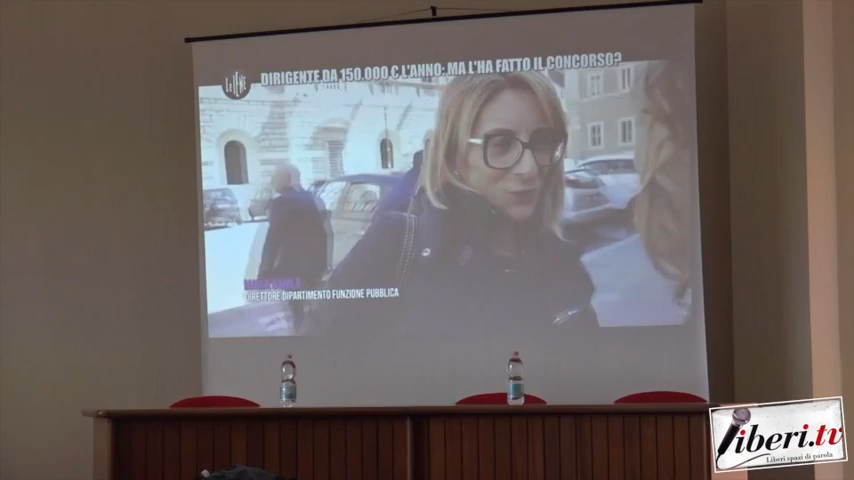 LE IENE
DIRIGENTE DA 150.000 € L'ANNO: MA L'HA FATTO IL CONCORSO?
DIRETTORE DIPARTIMENTO FUNZIONE PUBBLICA
liberi.tv
Liberi spazi di parola